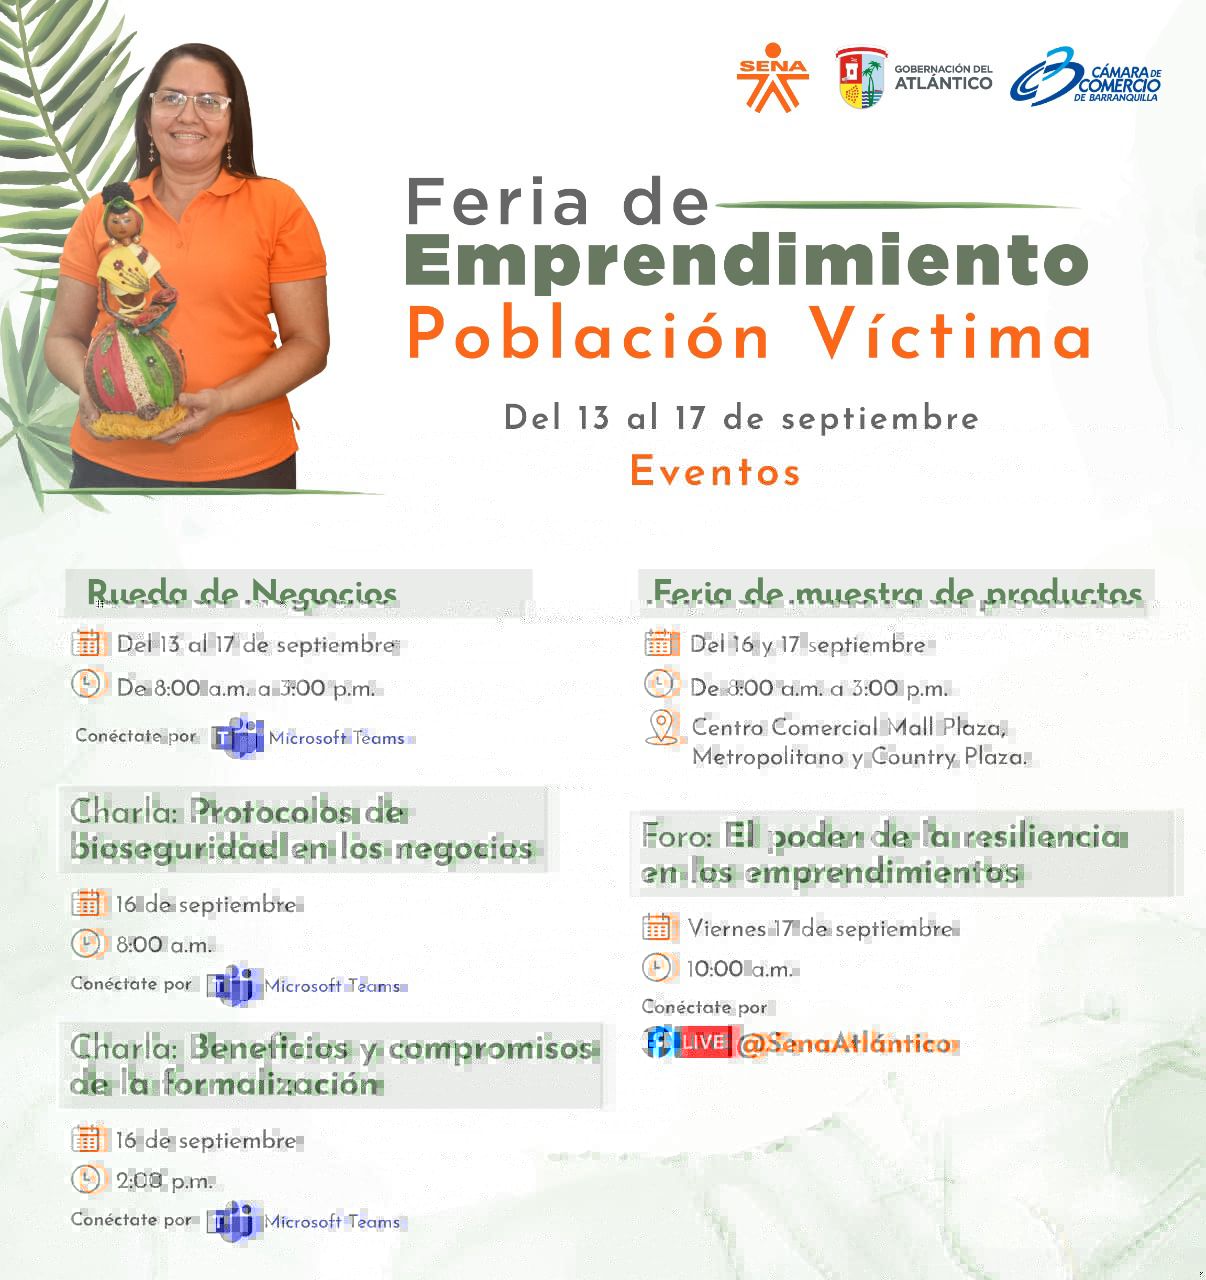 SENA
GOBERNACIÓN DEL
ATLÁNTICO
CÁMARA DE
COMERCIO
DE BARRANQUILLA
Feria de
Emprendimiento
Población Víctima
Del 13 al 17 de septiembre
Eventos
Rueda de Negocios
Del 13 al 17 de septiembre
De 8:00 a.m. a 3:00 p.m.
Conéctate por Microsoft Teams
Charla: Protocolos de
bioseguridad en los negocios
16 de septiembre
8:00 a.m.
Conéctate por Microsoft Teams
Charla: Beneficios y compromisos
de la formalización
16 de septiembre
2:00 p.m.
Conéctate por Microsoft Teams
Feria de muestra de productos
Del 16 y 17 septiembre
De 8:00 a.m. a 3:00 p.m.
Centro Comercial Mall Plaza,
Metropolitano y Country Plaza.
Foro: El poder de la resiliencia
en los emprendimientos
Viernes 17 de septiembre
10:00 a.m.
Conéctate por
LIVE @SenaAtlántico